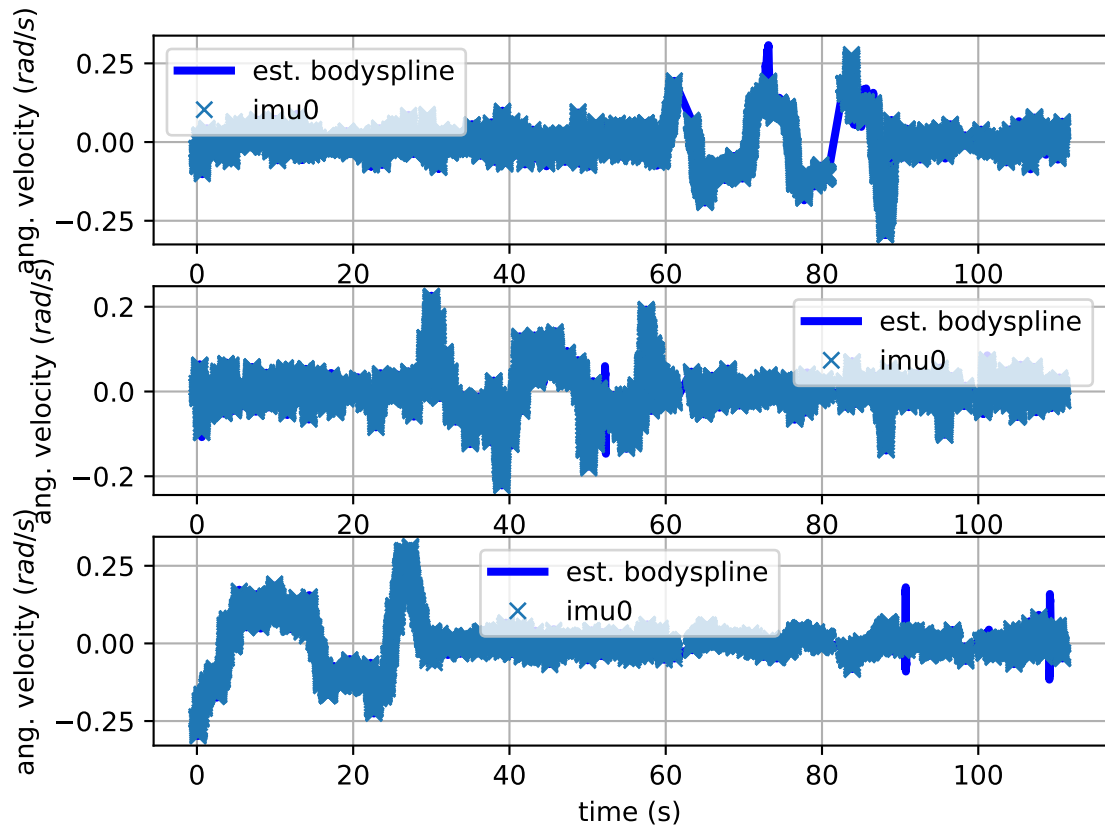 ang. velocity (rad/s)
0.25
0.00
−0.25
est. bodyspline
imu0
0 20 40 60 80 100
ang. velocity (rad/s)
0.2
0.0
−0.2
est. bodyspline
imu0
0 20 40 60 80 100
ang. velocity (rad/s)
0.25
0.00
−0.25
est. bodyspline
imu0
0 20 40 60 80 100
time (s)